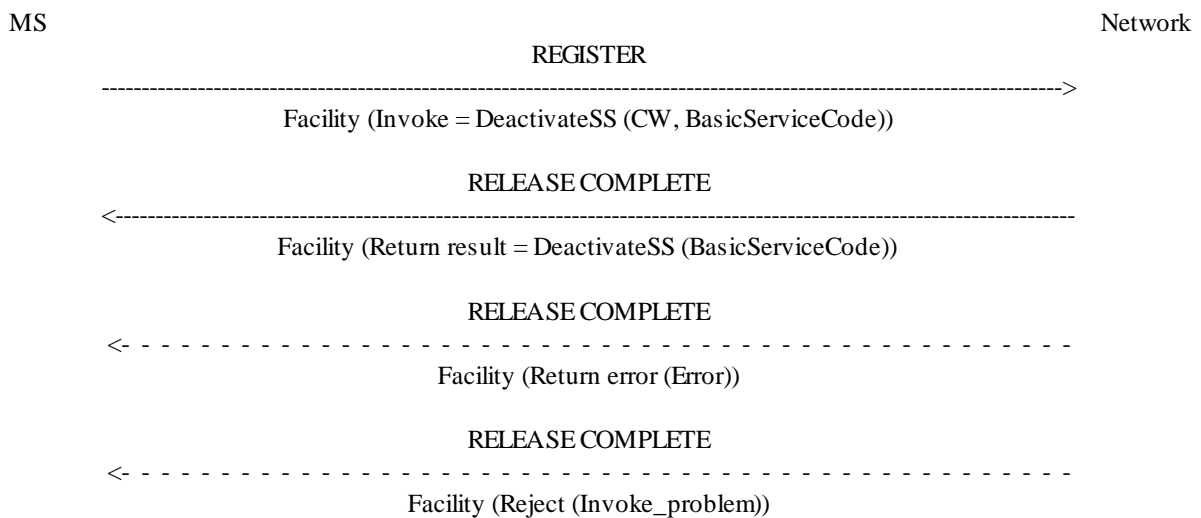 MS Network
REGISTER
Facility (Invoke = DeactivateSS (CW, BasicServiceCode))
RELEASE COMPLETE
Facility (Return result = DeactivateSS (BasicServiceCode))
RELEASE COMPLETE
Facility (Return error (Error))
RELEASE COMPLETE
Facility (Reject (Invoke_problem))